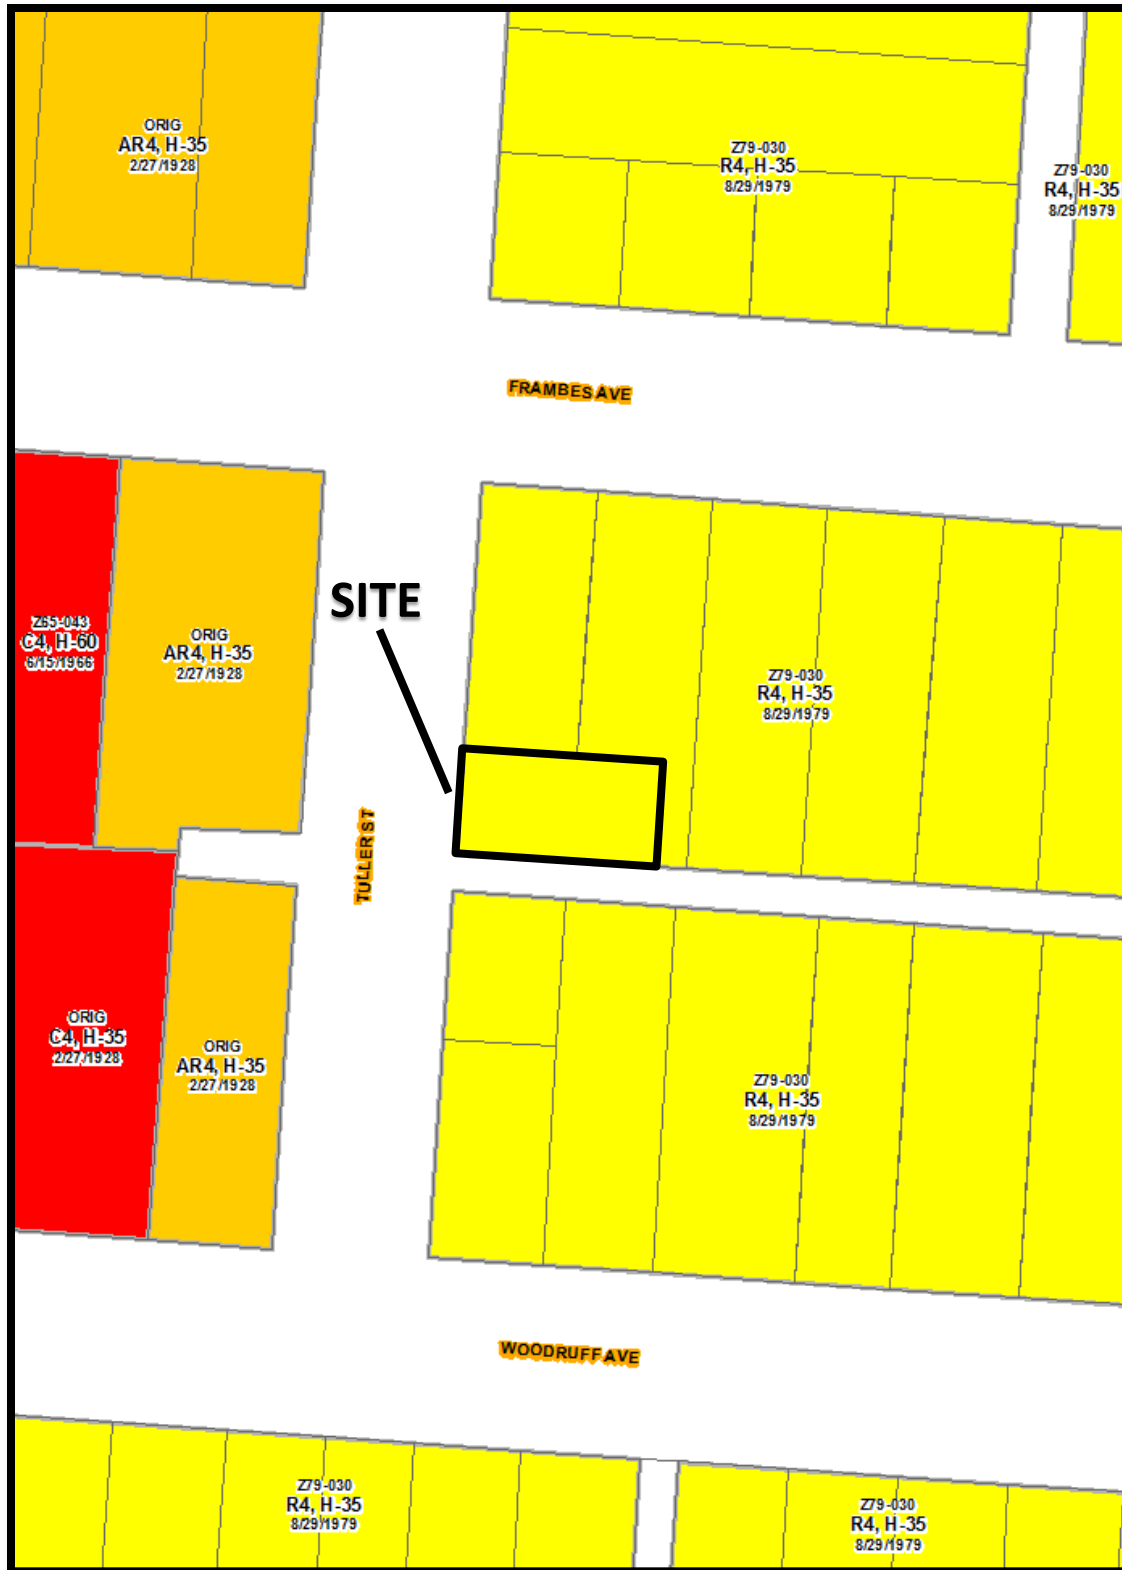 ORIG
AR4, H-35
2/27/1928
Z79-030
R4, H-35
8/29/1979
Z79-030
R4, H-35
8/29/1979
FRAMBES AVE
SITE
Z65-043
C4, H-60
6/15/1966
ORIG
AR4, H-35
2/27/1928
Z79-030
R4, H-35
8/29/1979
TULLER ST
ORIG
C4, H-35
2/27/1928
ORIG
AR4, H-35
2/27/1928
Z79-030
R4, H-35
8/29/1979
WOODRUFF AVE
Z79-030
R4, H-35
8/29/1979
Z79-030
R4, H-35
8/29/1979